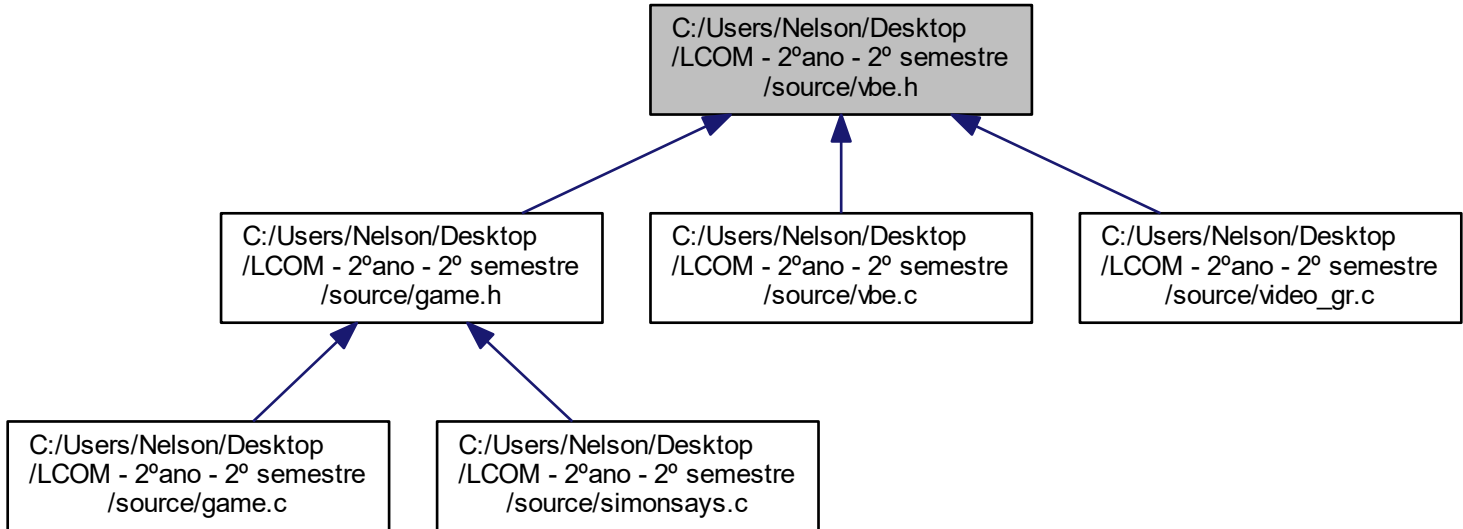 C:/Users/Nelson/Desktop
/LCOM - 2ºano - 2º semestre
/source/vbe.h
C:/Users/Nelson/Desktop
/LCOM - 2ºano - 2º semestre
/source/game.h
C:/Users/Nelson/Desktop
/LCOM - 2ºano - 2º semestre
/source/vbe.c
C:/Users/Nelson/Desktop
/LCOM - 2ºano - 2º semestre
/source/video_gr.c
C:/Users/Nelson/Desktop
/LCOM - 2ºano - 2º semestre
/source/game.c
C:/Users/Nelson/Desktop
/LCOM - 2ºano - 2º semestre
/source/simonsays.c